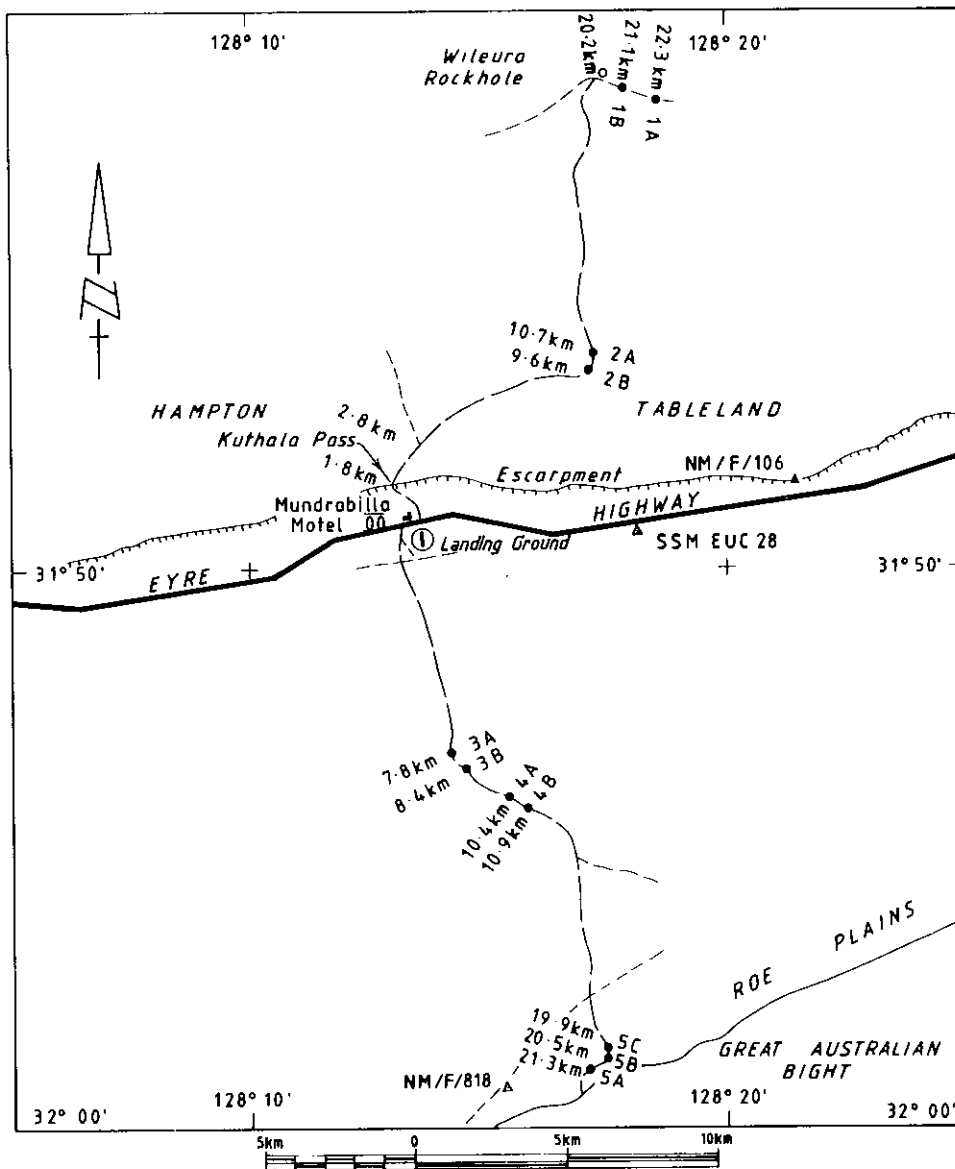 128° 10'
128° 20'
Wileura
Rockhole
20·2km
21·1km
22·3km
1B
1A
10·7km
2A
9·6km
2B
HAMPTON
TABLELAND
2·8km
Kuthala Pass
1·8km
Escarpment
NM/F/106
Mundrabilla
Motel
00
HIGHWAY
1
Landing Ground
SSM EUC 28
31° 50'
EYRE
31° 50'
3A
7·8km
3B
8·4km
4A
4B
10·4km
10·9km
ROE PLAINS
19·9km
5C
20·5km
5B
21·3km
5A
GREAT AUSTRALIAN
BIGHT
NM/F/818
32° 00'
128° 10'
128° 20'
32° 00'
5km
0
5km
10km